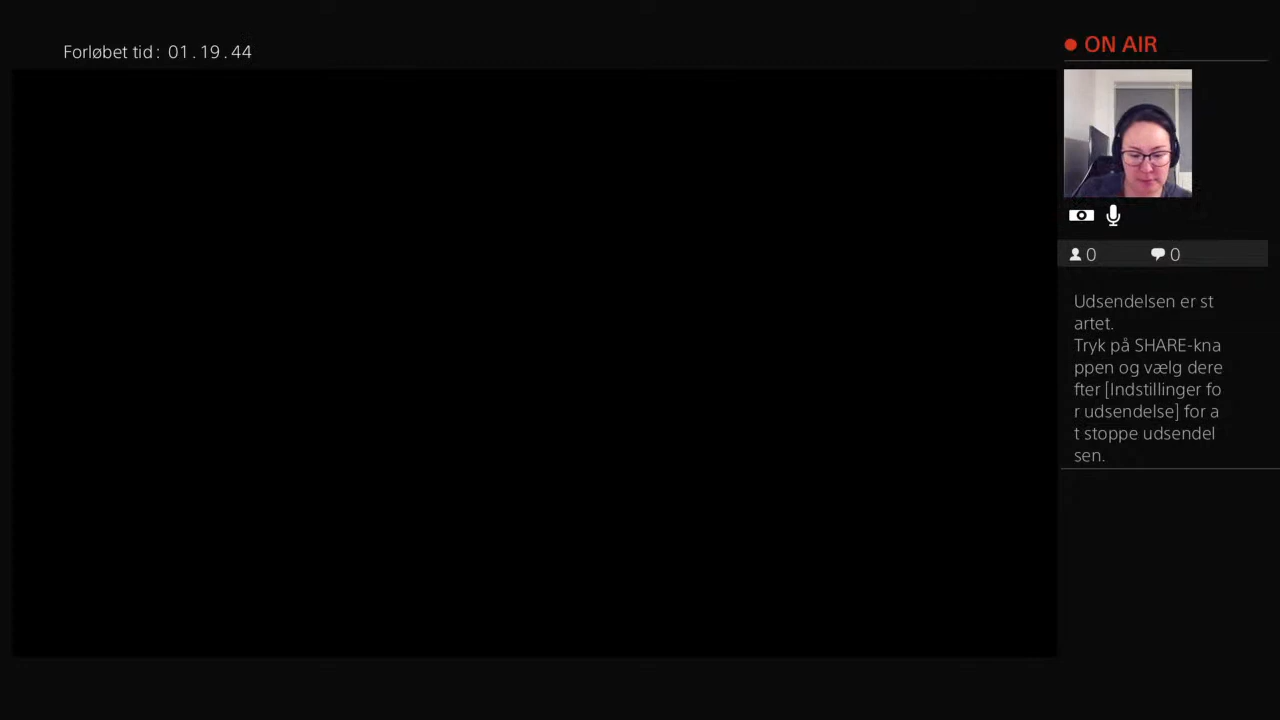 Forløbet tid: 01.19.44
ON AIR
0 0
Udsendelsen er st
artet.
Tryk på SHARE-kna
ppen og vælg dere
fter [Indstillinger fo
r udsendelse] for a
t stoppe udsendel
sen.